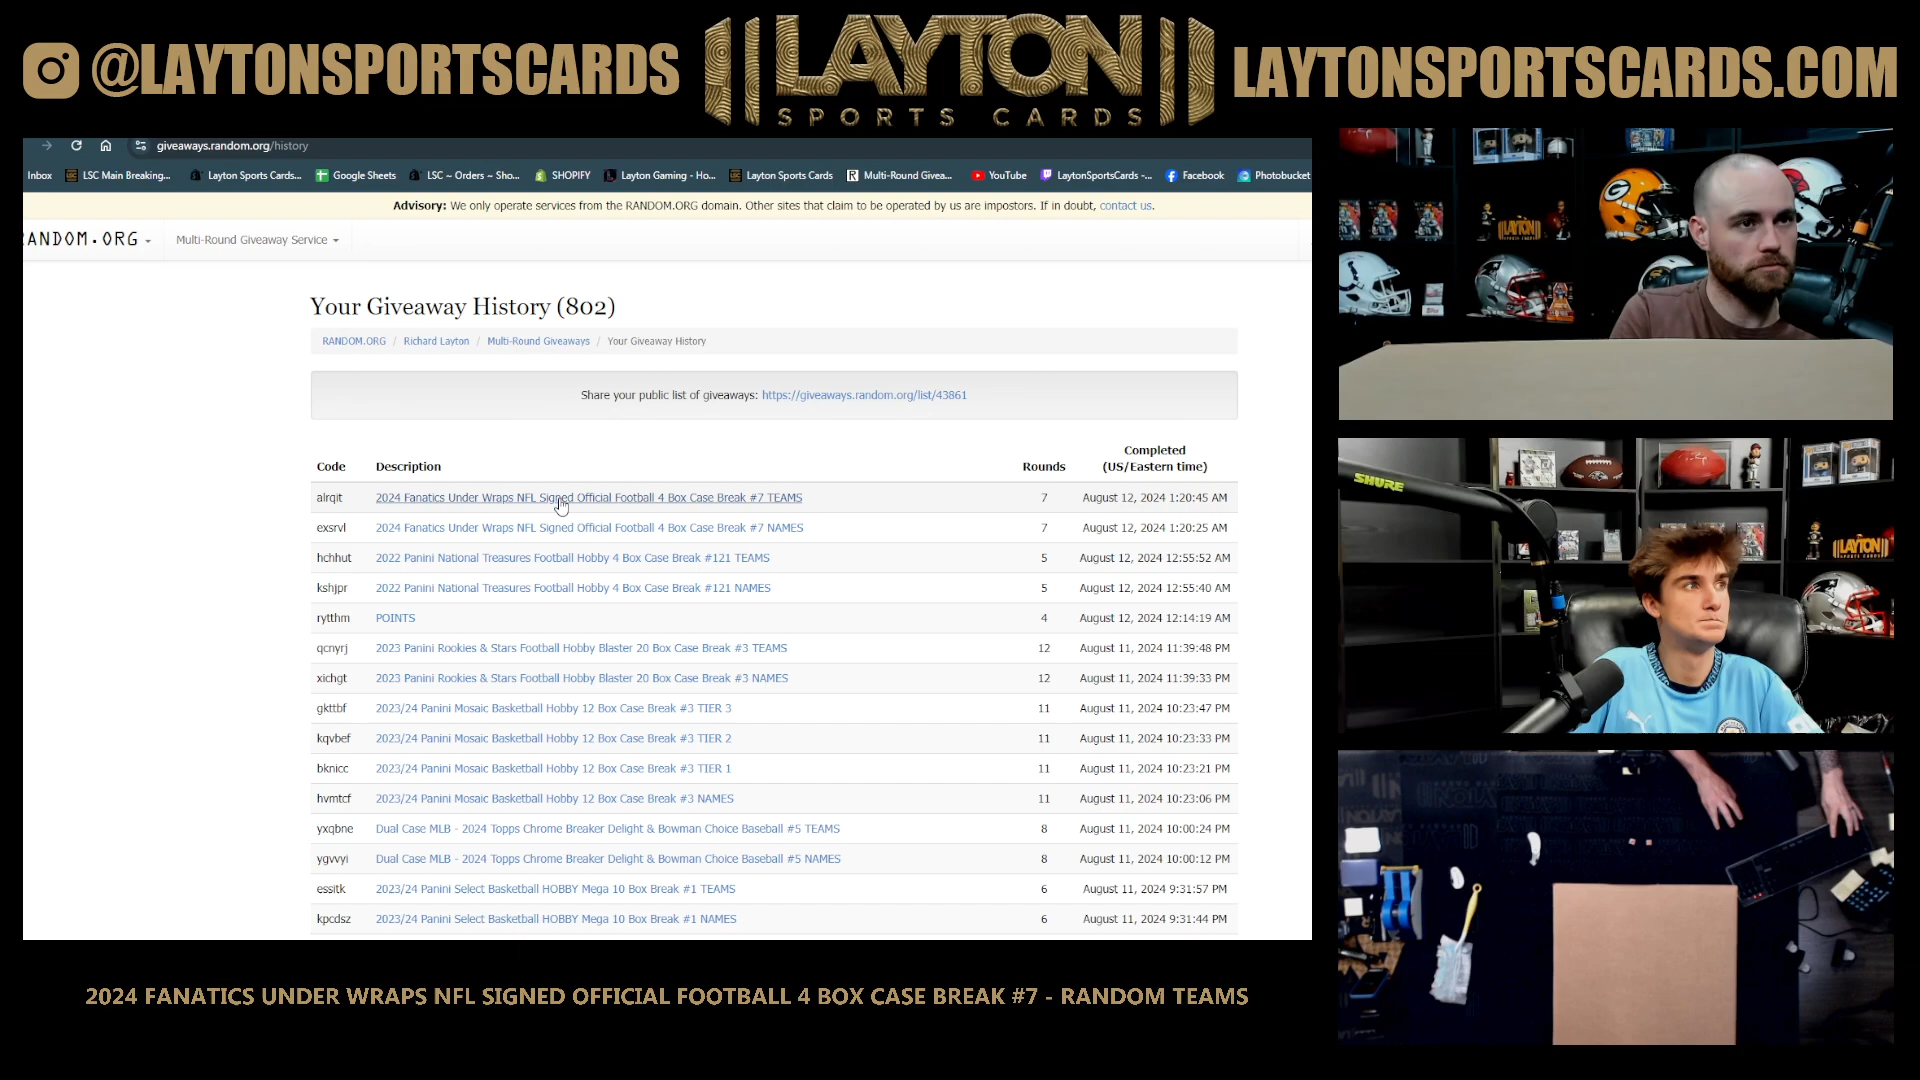 @LAYTONSPORTSCARDS
LAYTON
SPORTS CARDS
LAYTONSPORTSCARDS.COM
giveaways.random.org/history
Inbox
LSC Main Breaking...
Layton Sports Cards...
Google Sheets
LSC ~ Orders ~ Sho...
SHOPIFY
Layton Gaming - Ho...
Layton Sports Cards
Multi-Round Givea...
YouTube
LaytonSportsCards -...
Facebook
Photobucket
Advisory: We only operate services from the RANDOM.ORG domain. Other sites that claim to be operated by us are impostors. If in doubt, contact us.
RANDOM.ORG
Multi-Round Giveaway Service
Your Giveaway History (802)
RANDOM.ORG / Richard Layton / Multi-Round Giveaways / Your Giveaway History
Share your public list of giveaways: https://giveaways.random.org/list/43861
Code Description Rounds Completed (US/Eastern time)
alrqit 2024 Fanatics Under Wraps NFL Signed Official Football 4 Box Case Break #7 TEAMS 7 August 12, 2024 1:20:45 AM
exsrvl 2024 Fanatics Under Wraps NFL Signed Official Football 4 Box Case Break #7 NAMES 7 August 12, 2024 1:20:25 AM
hchhut 2022 Panini National Treasures Football Hobby 4 Box Case Break #121 TEAMS 5 August 12, 2024 12:55:52 AM
kshjpr 2022 Panini National Treasures Football Hobby 4 Box Case Break #121 NAMES 5 August 12, 2024 12:55:40 AM
rytthm POINTS 4 August 12, 2024 12:14:19 AM
qcnyrj 2023 Panini Rookies & Stars Football Hobby Blaster 20 Box Case Break #3 TEAMS 12 August 11, 2024 11:39:48 PM
xichgt 2023 Panini Rookies & Stars Football Hobby Blaster 20 Box Case Break #3 NAMES 12 August 11, 2024 11:39:33 PM
gkttbf 2023/24 Panini Mosaic Basketball Hobby 12 Box Case Break #3 TIER 3 11 August 11, 2024 10:23:47 PM
kqvbef 2023/24 Panini Mosaic Basketball Hobby 12 Box Case Break #3 TIER 2 11 August 11, 2024 10:23:33 PM
bknicc 2023/24 Panini Mosaic Basketball Hobby 12 Box Case Break #3 TIER 1 11 August 11, 2024 10:23:21 PM
hvmtcf 2023/24 Panini Mosaic Basketball Hobby 12 Box Case Break #3 NAMES 11 August 11, 2024 10:23:06 PM
yxqbne Dual Case MLB - 2024 Topps Chrome Breaker Delight & Bowman Choice Baseball #5 TEAMS 8 August 11, 2024 10:00:24 PM
ygvvyi Dual Case MLB - 2024 Topps Chrome Breaker Delight & Bowman Choice Baseball #5 NAMES 8 August 11, 2024 10:00:12 PM
essitk 2023/24 Panini Select Basketball HOBBY Mega 10 Box Break #1 TEAMS 6 August 11, 2024 9:31:57 PM
kpcdsz 2023/24 Panini Select Basketball HOBBY Mega 10 Box Break #1 NAMES 6 August 11, 2024 9:31:44 PM
SHURE
LAYTON
2024 FANATICS UNDER WRAPS NFL SIGNED OFFICIAL FOOTBALL 4 BOX CASE BREAK #7 - RANDOM TEAMS